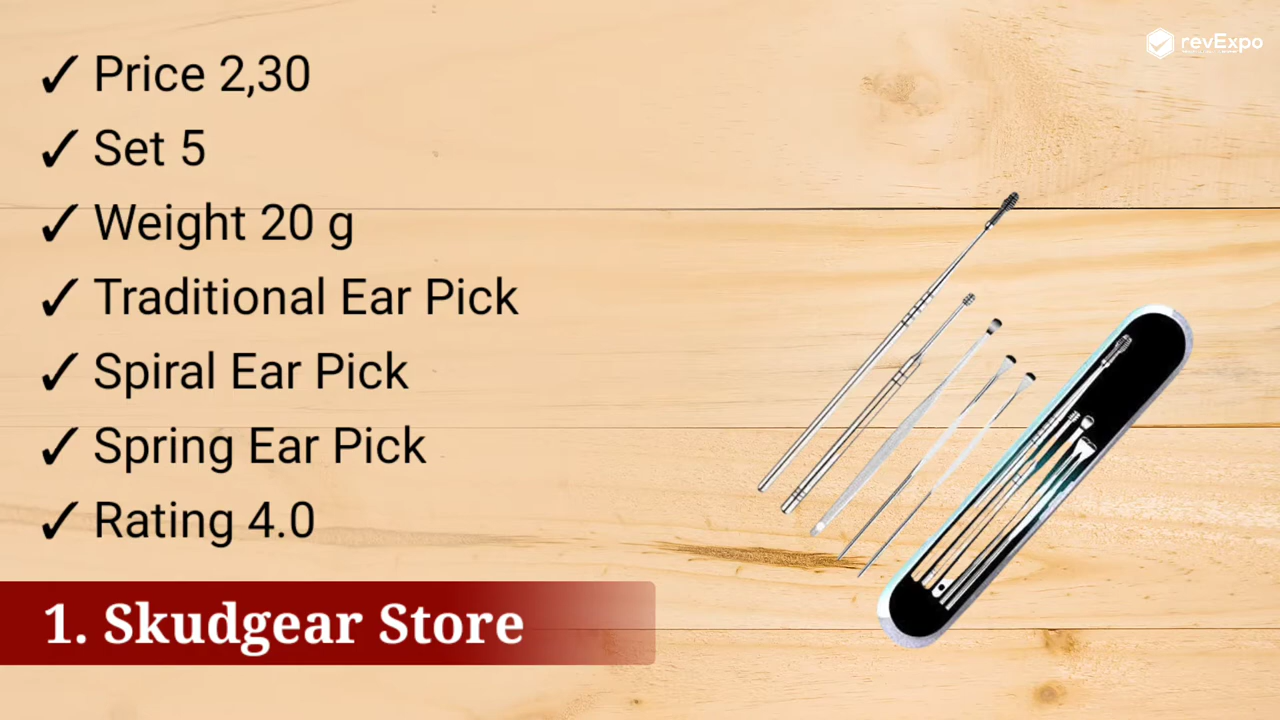 revExpo
✓ Price 2,30
✓ Set 5
✓ Weight 20 g
✓ Traditional Ear Pick
✓ Spiral Ear Pick
✓ Spring Ear Pick
✓ Rating 4.0
1. Skudgear Store